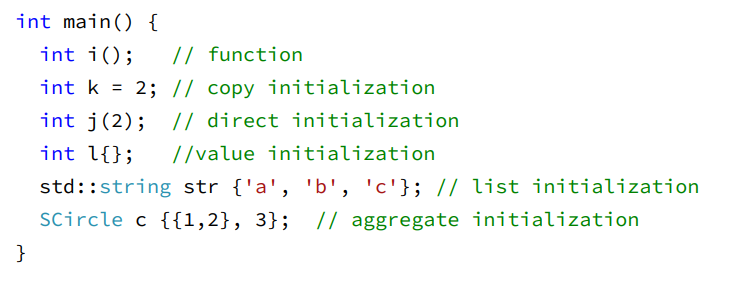 int main() {
  int i();   // function
  int k = 2; // copy initialization
  int j(2);  // direct initialization
  int l{};   //value initialization
  std::string str {'a', 'b', 'c'}; // list initialization
  SCircle c {{1,2}, 3};  // aggregate initialization
}